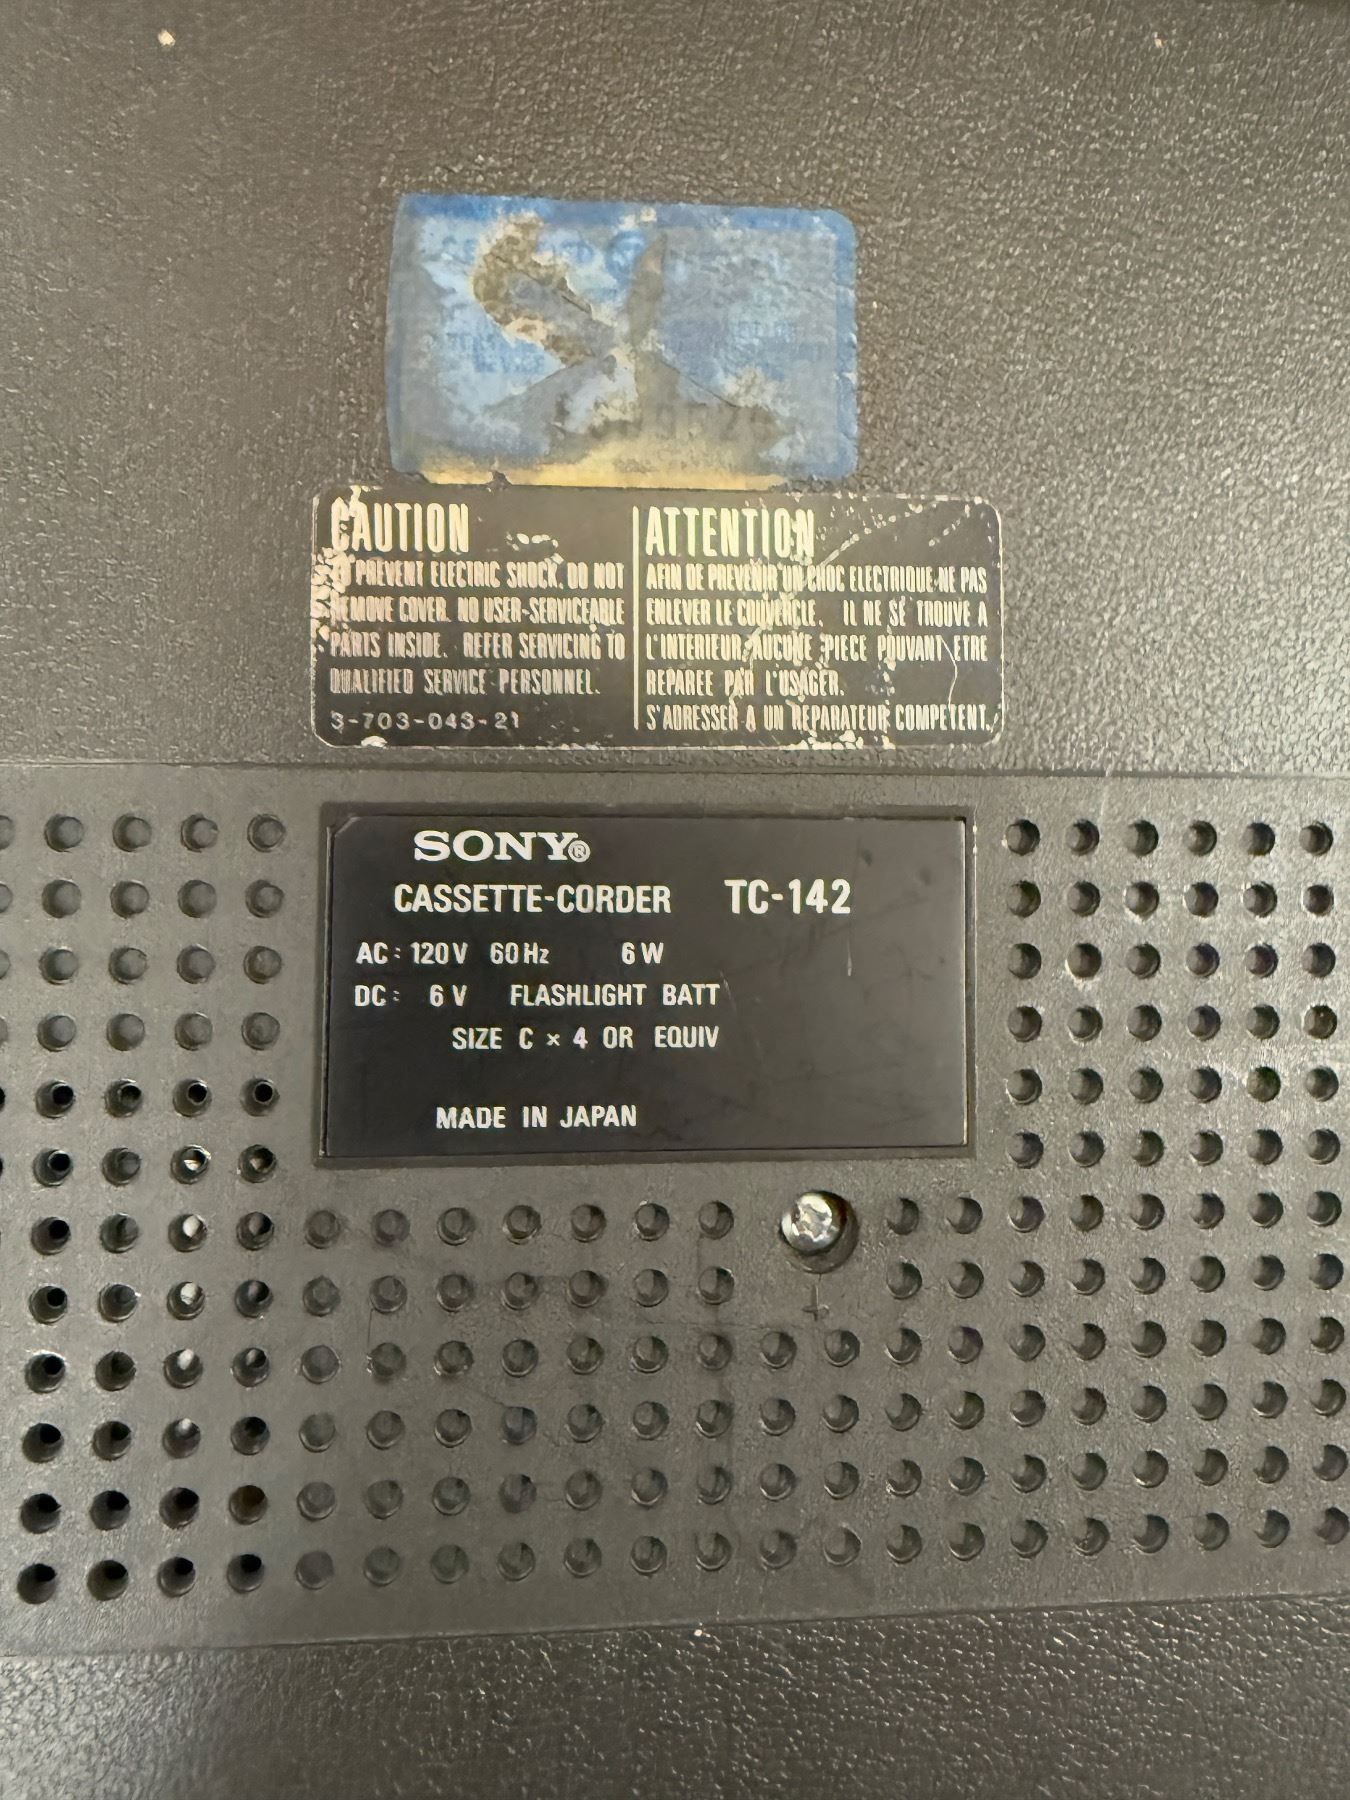 CAUTION
TO PREVENT ELECTRIC SHOCK, DO NOT
REMOVE COVER. NO USER-SERVICEABLE
PARTS INSIDE. REFER SERVICING TO
QUALIFIED SERVICE PERSONNEL.
3-703-043-21
ATTENTION
AFIN DE PREVENIR UN CHOC ELECTRIQUE NE PAS
ENLEVER LE COUVERCLE. IL NE SE TROUVE A
L'INTERIEUR AUCUNE PIECE POUVANT ETRE
REPAREE PAR L'USAGER.
S'ADRESSER A UN REPARATEUR COMPETENT.
SONY®
CASSETTE-CORDER TC-142
AC: 120V 60Hz 6W
DC: 6V FLASHLIGHT BATT
SIZE C × 4 OR EQUIV
MADE IN JAPAN